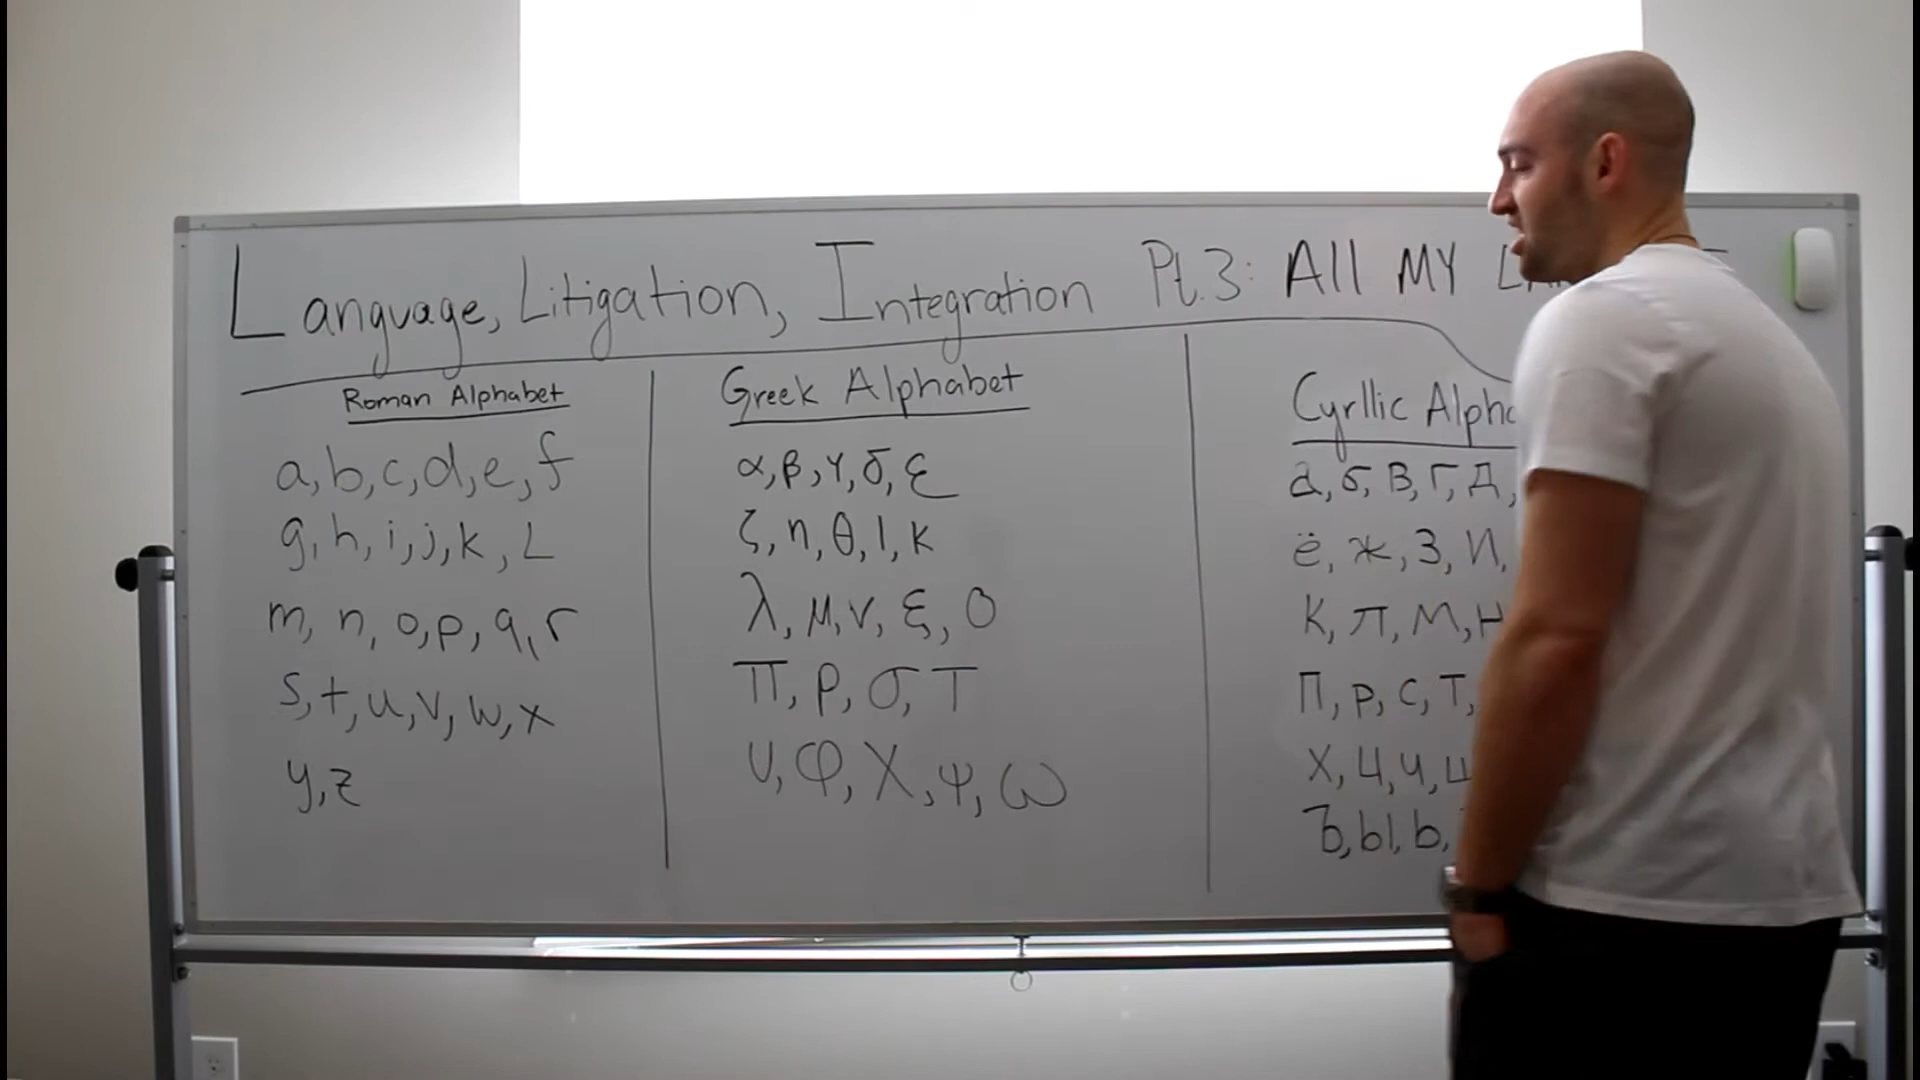 Language, Litigation, Integration Pt.3: All MY
Roman Alphabet
a, b, c, d, e, f
g, h, i, j, k, L
m, n, o, p, q, r
s, t, u, v, w, x
y, z
Greek Alphabet
α, β, γ, δ, ε
ζ, η, θ, ι, κ
λ, μ, ν, ξ, ο
π, ρ, σ, τ
υ, φ, χ, ψ, ω
Cyrllic
а, б, в, г, д,
ё, ж, з, и,
к, л, м, н
п, р, с, т,
х, ц, ч,
ъ, ы, ь,